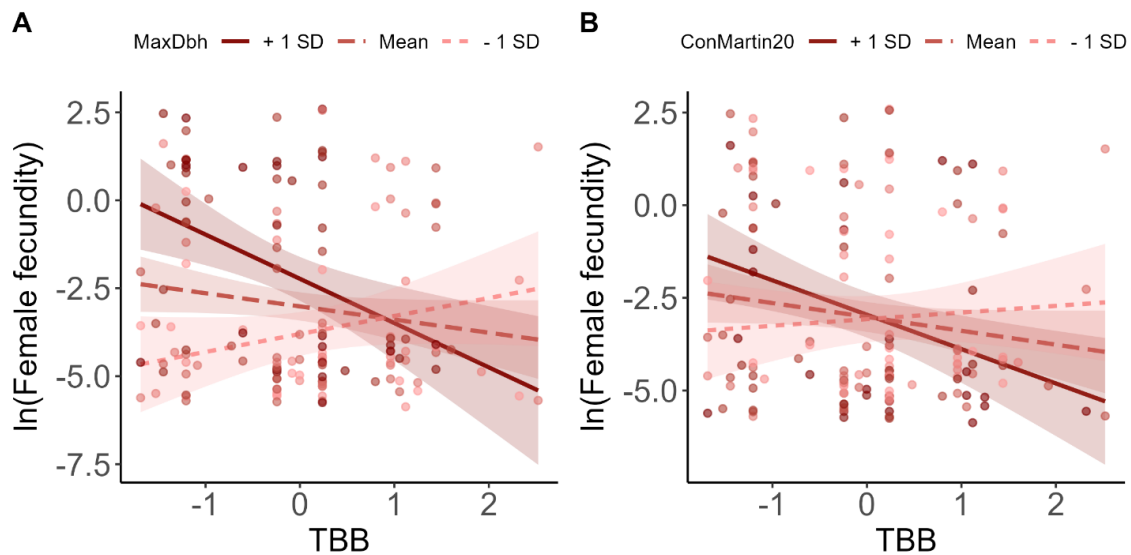 A
MaxDbh + 1 SD Mean - 1 SD
2.5
0.0
-2.5
-5.0
-7.5
ln(Female fecundity)
-1 0 1 2
TBB
B
ConMartin20 + 1 SD Mean - 1 SD
2.5
0.0
-2.5
-5.0
ln(Female fecundity)
-1 0 1 2
TBB